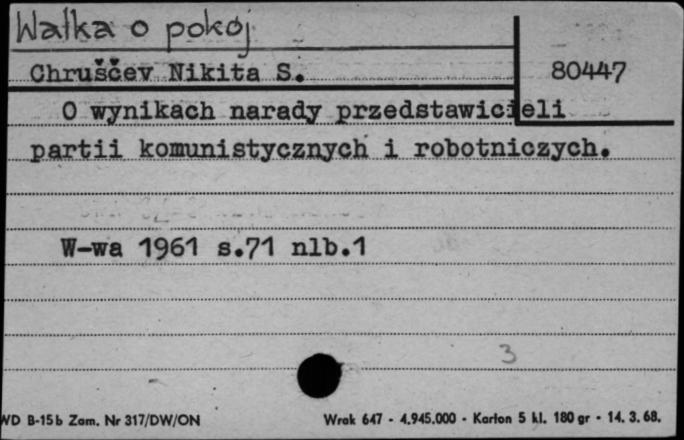 Walka o pokój
Chruščev Nikita S.
80447
O wynikach narady przedstawicieli
partii komunistycznych i robotniczych.
W-wa 1961 s.71 nlb.1
3
WD B-15b Zam. Nr 317/DW/ON
Wrak 647 - 4.945.000 - Karton 5 kl. 180 gr - 14. 3. 68.